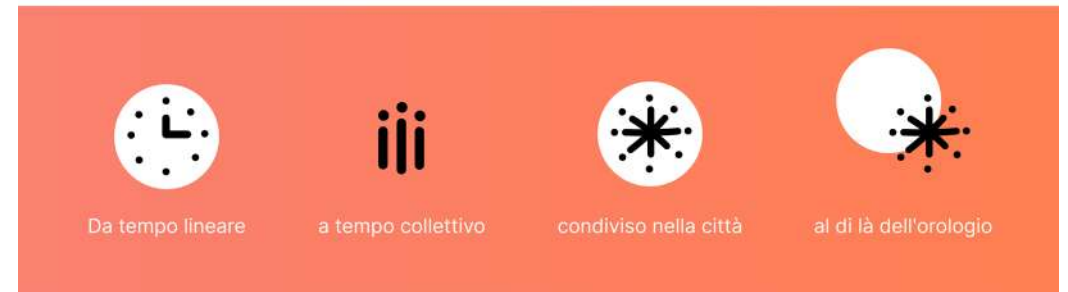 Da tempo lineare
a tempo collettivo
condiviso nella città
al di là dell'orologio